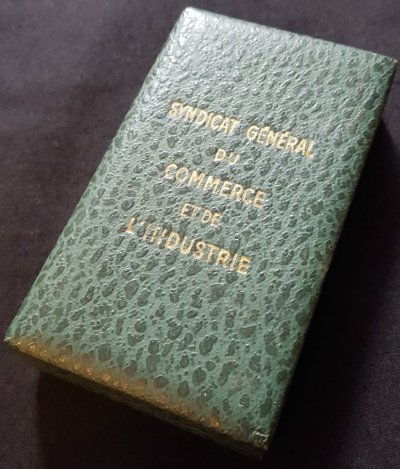 SYNDICAT GÉNÉRAL
DU
COMMERCE
ET DE
L'INDUSTRIE